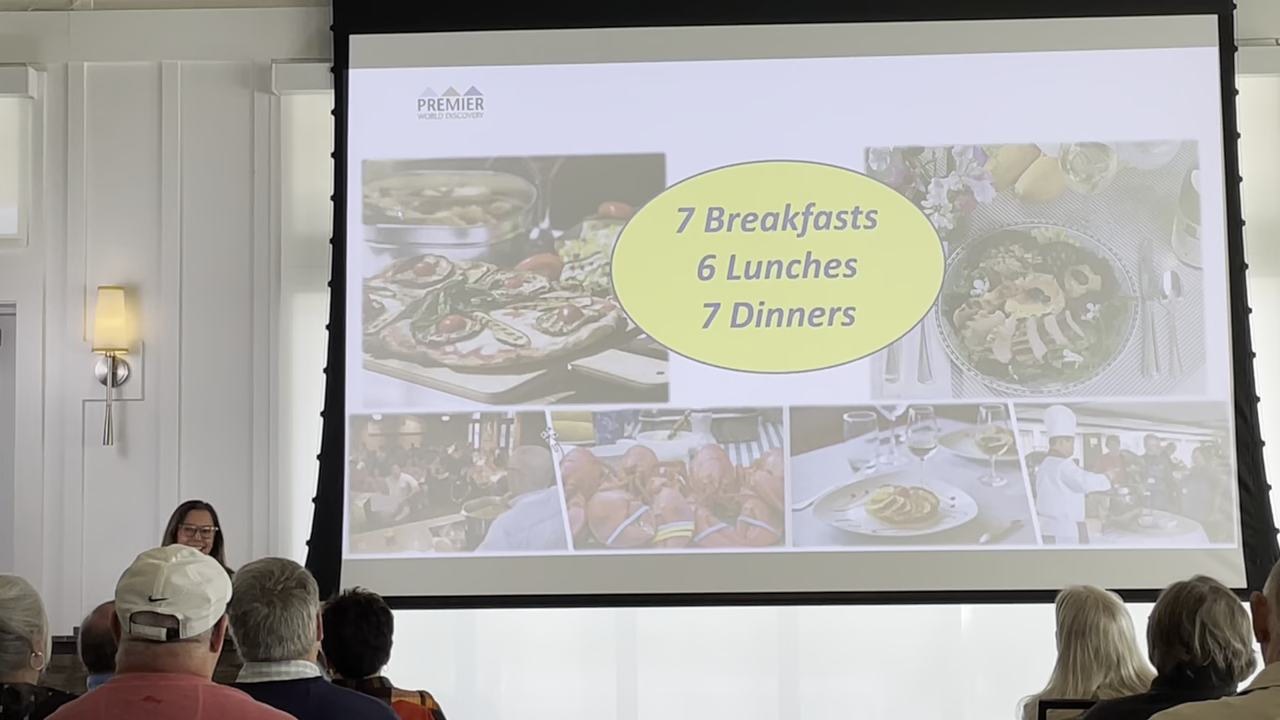 PREMIER
WORLD DISCOVERY
7 Breakfasts
6 Lunches
7 Dinners